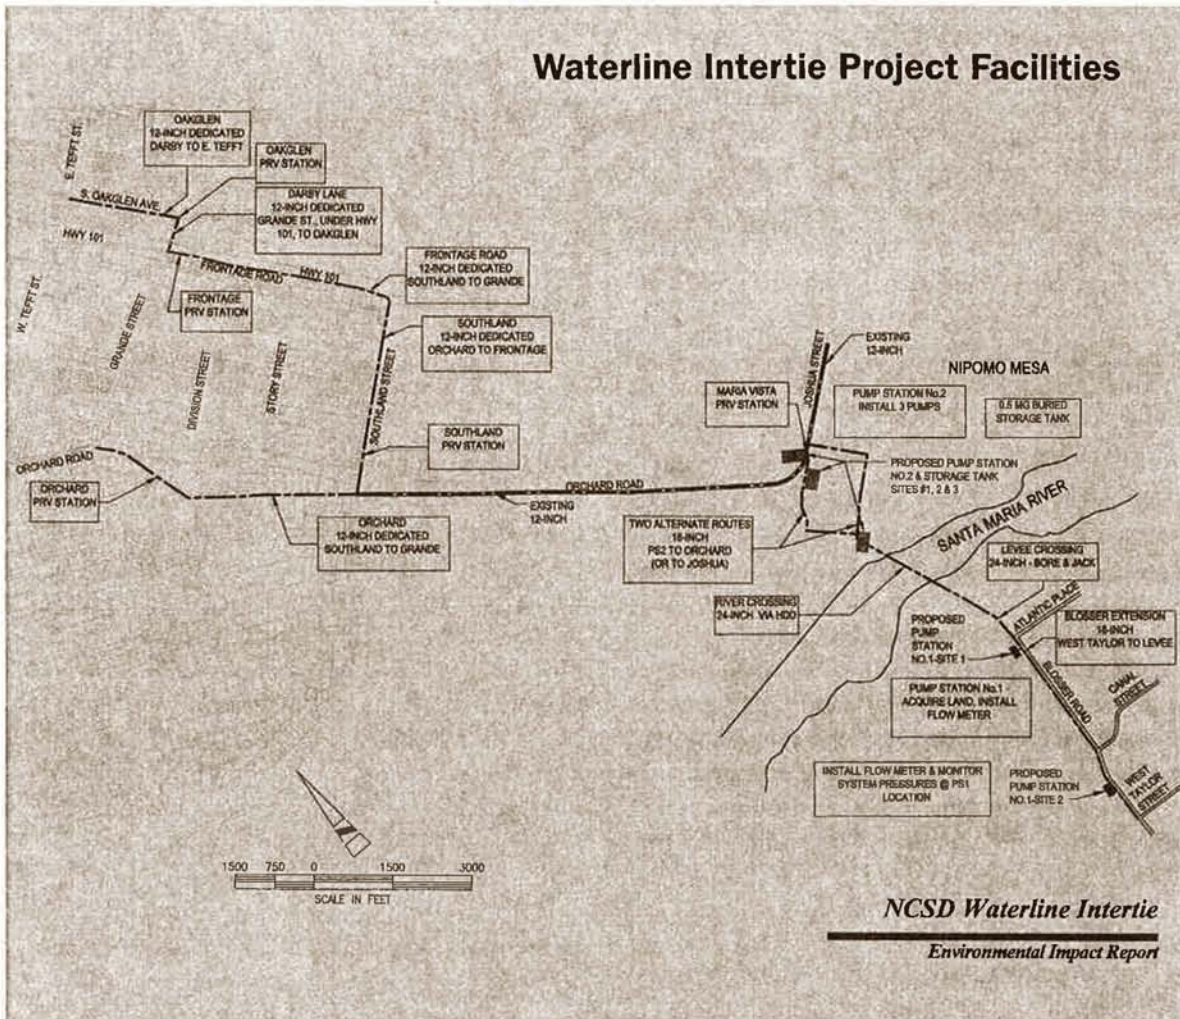 Waterline Intertie Project Facilities
OAKGLEN
12-INCH DEDICATED
DARBY TO E. TEFFT
E. TEFFT ST.
OAKGLEN
PRV STATION
S. OAKGLEN AVE.
DARBY LANE
12-INCH DEDICATED
GRANDE ST., UNDER HWY
101, TO OAKGLEN
HWY 101
FRONTAGE ROAD
HWY 101
FRONTAGE ROAD
12-INCH DEDICATED
SOUTHLAND TO GRANDE
W. TEFFT ST.
FRONTAGE
PRV STATION
GRANDE STREET
DIVISION STREET
STORY STREET
SOUTHLAND
12-INCH DEDICATED
ORCHARD TO FRONTAGE
SOUTHLAND STREET
SOUTHLAND
PRV STATION
JOSHUA STREET
EXISTING
12-INCH
NIPOMO MESA
MARIA VISTA
PRV STATION
PUMP STATION No.2
INSTALL 3 PUMPS
0.5 MG BURIED
STORAGE TANK
ORCHARD ROAD
ORCHARD
PRV STATION
ORCHARD
12-INCH DEDICATED
SOUTHLAND TO GRANDE
EXISTING
12-INCH
ORCHARD ROAD
PROPOSED PUMP STATION
NO.2 & STORAGE TANK
SITES #1, 2 & 3
TWO ALTERNATE ROUTES
18-INCH
PS2 TO ORCHARD
(OR TO JOSHUA)
SANTA MARIA RIVER
LEVEE CROSSING
24-INCH - BORE & JACK
RIVER CROSSING
24-INCH VIA HDD
ATLANTIC PLACE
PROPOSED
PUMP
STATION
NO.1-SITE 1
BLOSSER EXTENSION
18-INCH
WEST TAYLOR TO LEVEE
BLOSSER ROAD
CANAL
STREET
PUMP STATION No.1 -
ACQUIRE LAND, INSTALL
FLOW METER
INSTALL FLOW METER & MONITOR
SYSTEM PRESSURES @ PS1
LOCATION
PROPOSED
PUMP STATION
NO.1-SITE 2
WEST
TAYLOR
STREET
1500 750 0 1500 3000
SCALE IN FEET
NCSD Waterline Intertie
Environmental Impact Report